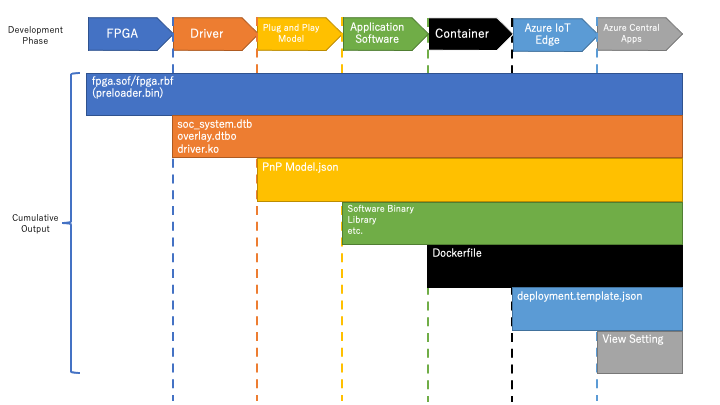 Development
Phase
FPGA
Driver
Plug and Play
Model
Application
Software
Container
Azure IoT
Edge
Azure Central
Apps
fpga.sof/fpga.rbf
(preloader.bin)
soc_system.dtb
overlay.dtbo
driver.ko
PnP Model.json
Cumulative
Output
Software Binary
Library
etc.
Dockerfile
deployment.template.json
View Setting